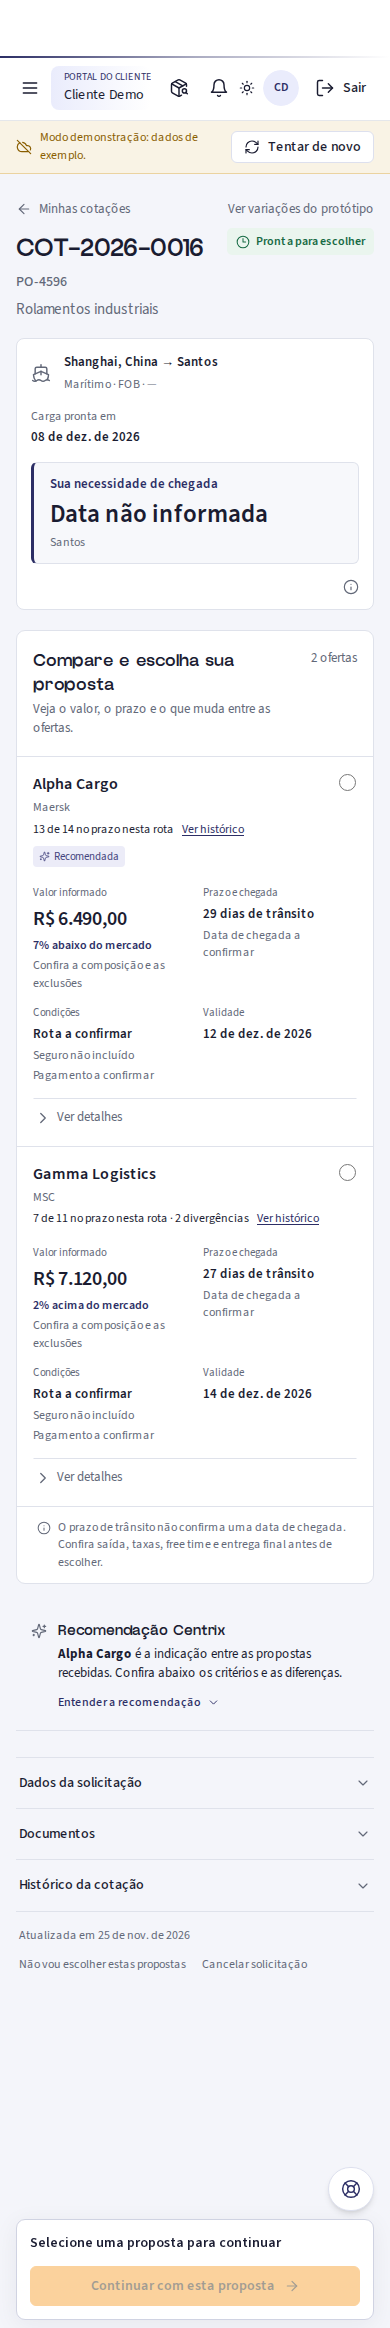 PORTAL DO CLIENTE
Cliente Demo
CD
Sair
Modo demonstração: dados de
exemplo.
Tentar de novo
Minhas cotações
Ver variações do protótipo
COT-2026-0016
Pronta para escolher
PO-4596
Rolamentos industriais
Shanghai, China → Santos
Marítimo · FOB · —
Carga pronta em
08 de dez. de 2026
Sua necessidade de chegada
Data não informada
Santos
Compare e escolha sua
proposta
2 ofertas
Veja o valor, o prazo e o que muda entre as
ofertas.
Alpha Cargo
Maersk
13 de 14 no prazo nesta rota Ver histórico
Recomendada
Valor informado
Prazo e chegada
R$ 6.490,00
29 dias de trânsito
7% abaixo do mercado
Data de chegada a
confirmar
Confira a composição e as
exclusões
Condições
Validade
Rota a confirmar
12 de dez. de 2026
Seguro não incluído
Pagamento a confirmar
Ver detalhes
Gamma Logistics
MSC
7 de 11 no prazo nesta rota · 2 divergências Ver histórico
Valor informado
Prazo e chegada
R$ 7.120,00
27 dias de trânsito
2% acima do mercado
Data de chegada a
confirmar
Confira a composição e as
exclusões
Condições
Validade
Rota a confirmar
14 de dez. de 2026
Seguro não incluído
Pagamento a confirmar
Ver detalhes
O prazo de trânsito não confirma uma data de chegada.
Confira saída, taxas, free time e entrega final antes de
escolher.
Recomendação Centrix
Alpha Cargo é a indicação entre as propostas
recebidas. Confira abaixo os critérios e as diferenças.
Entender a recomendação
Dados da solicitação
Documentos
Histórico da cotação
Atualizada em 25 de nov. de 2026
Não vou escolher estas propostas
Cancelar solicitação
Selecione uma proposta para continuar
Continuar com esta proposta →